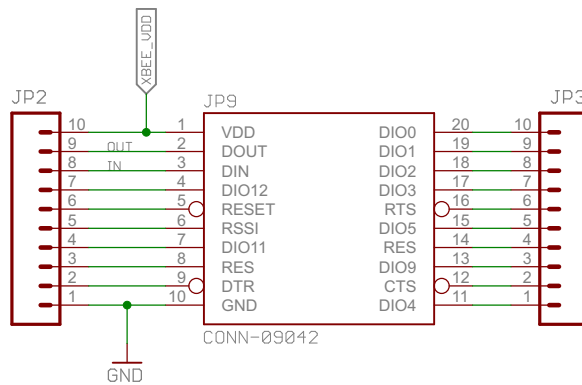 XBEE_VDD
JP2 JP9 JP3
10 1 VDD DIO0 20 10
9 OUT 2 DOUT DIO1 19 9
8 IN 3 DIN DIO2 18 8
7 4 DIO12 DIO3 17 7
6 5 RESET RTS 16 6
5 6 RSSI DIO5 15 5
4 7 DIO11 RES 14 4
3 8 RES DIO9 13 3
2 9 DTR CTS 12 2
1 10 GND DIO4 11 1
CONN-09042
GND